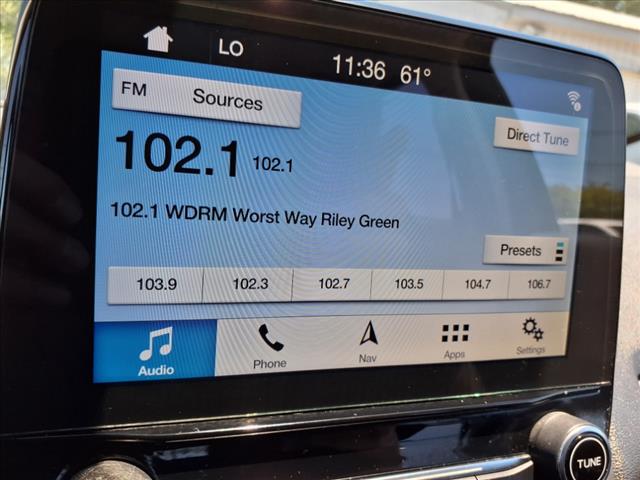 LO 11:36 61°
FM Sources
Direct Tune
102.1 102.1
102.1 WDRM Worst Way Riley Green
Presets
103.9 102.3 102.7 103.5 104.7 106.7
Audio Phone Nav Apps Settings
TUNE